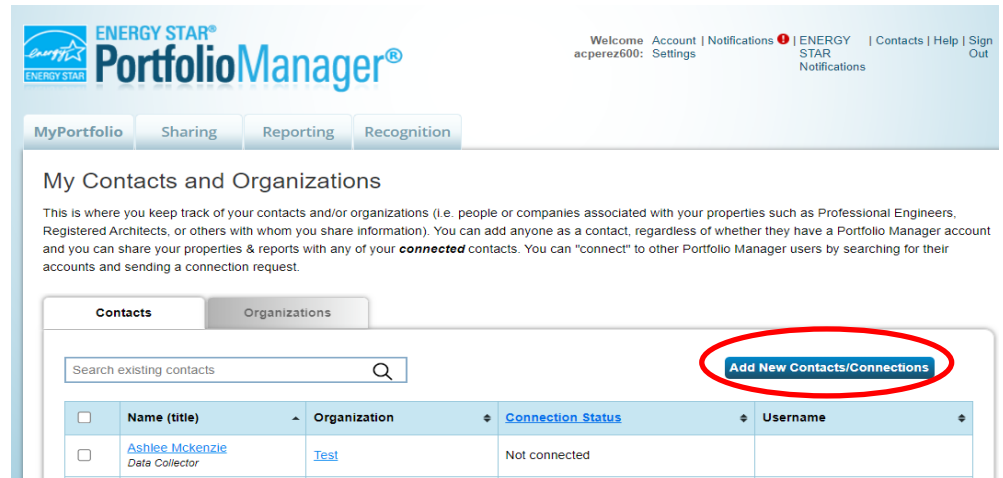 ENERGY STAR®
PortfolioManager®
energy
ENERGY STAR
Welcome acperez600: Account Settings | Notifications | ENERGY STAR Notifications | Contacts | Help | Sign Out
MyPortfolio Sharing Reporting Recognition
My Contacts and Organizations
This is where you keep track of your contacts and/or organizations (i.e. people or companies associated with your properties such as Professional Engineers,
Registered Architects, or others with whom you share information). You can add anyone as a contact, regardless of whether they have a Portfolio Manager account
and you can share your properties & reports with any of your connected contacts. You can "connect" to other Portfolio Manager users by searching for their
accounts and sending a connection request.
Contacts Organizations
Search existing contacts
Add New Contacts/Connections
Name (title) Organization Connection Status Username
Ashlee Mckenzie Test Not connected
Data Collector